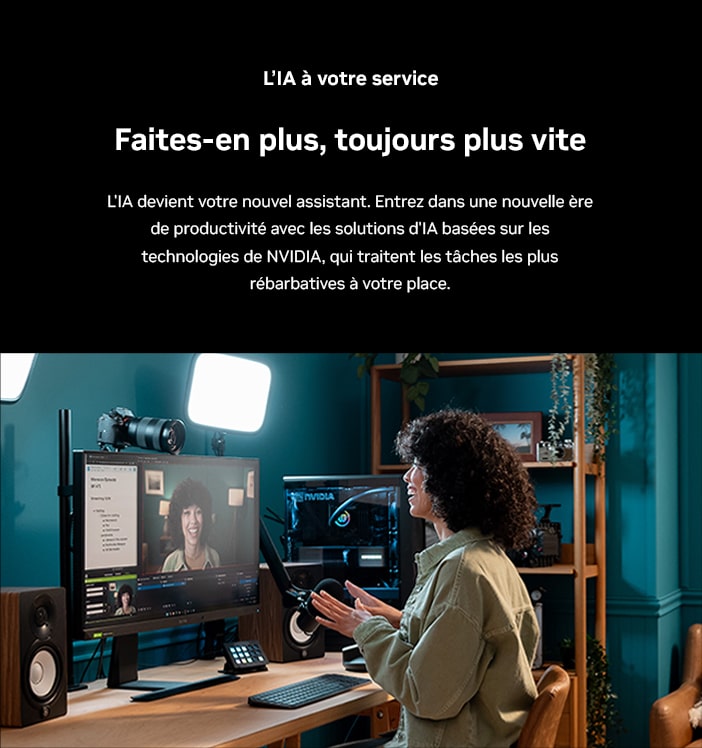 L'IA à votre service
Faites-en plus, toujours plus vite
L'IA devient votre nouvel assistant. Entrez dans une nouvelle ère
de productivité avec les solutions d'IA basées sur les
technologies de NVIDIA, qui traitent les tâches les plus
rébarbatives à votre place.
NVIDIA